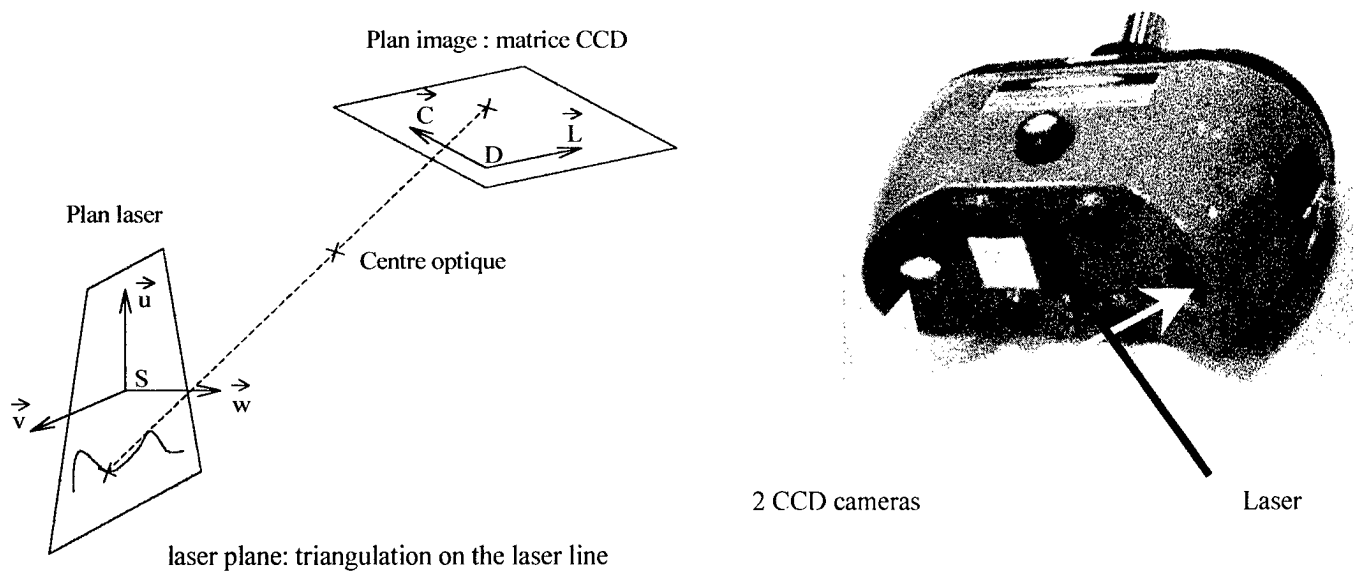 Plan image : matrice CCD
C
L
D
Plan laser
Centre optique
u
S
w
v
2 CCD cameras
Laser
laser plane: triangulation on the laser line